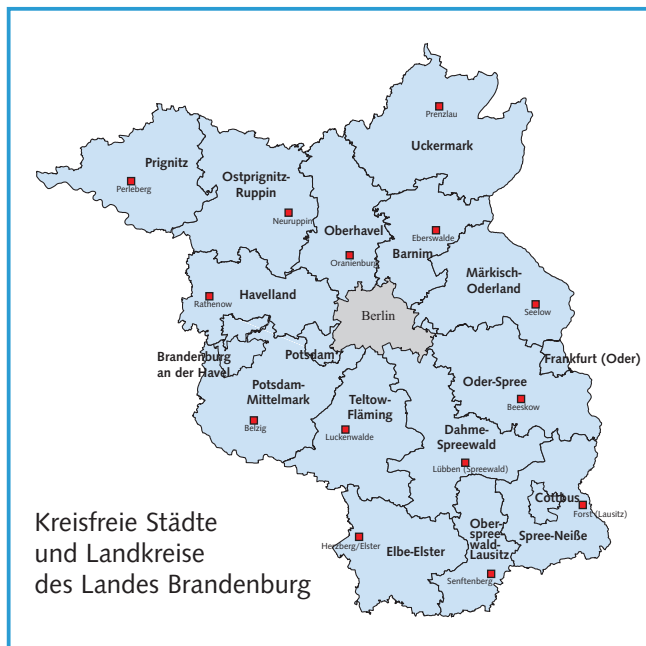 Prenzlau
Uckermark
Prignitz
Perleberg
Ostprignitz-
Ruppin
Neuruppin
Oberhavel
Oranienburg
Eberswalde
Barnim
Märkisch-
Oderland
Seelow
Havelland
Rathenow
Berlin
Brandenburg
an der Havel
Potsdam
Frankfurt (Oder)
Potsdam-
Mittelmark
Belzig
Teltow-
Fläming
Luckenwalde
Oder-Spree
Beeskow
Dahme-
Spreewald
Lübben (Spreewald)
Cottbus
Forst (Lausitz)
Spree-Neiße
Ober-
spree-
wald-
Lausitz
Senftenberg
Herzberg/Elster
Elbe-Elster
Kreisfreie Städte
und Landkreise
des Landes Brandenburg